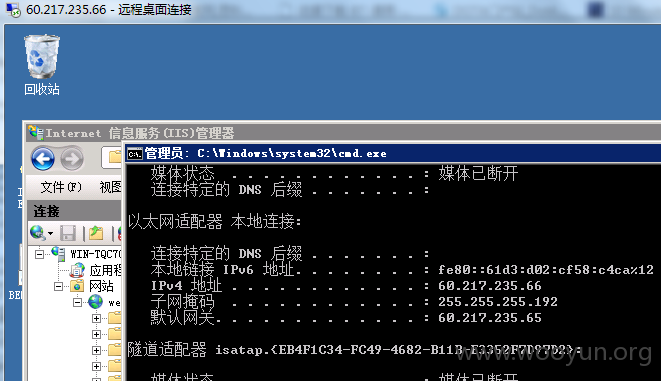 60.217.235.66 - 远程桌面连接
回收站
Internet 信息服务(IIS)管理器
管理员: C:\Windows\system32\cmd.exe
文件(F) 视图
连接
WIN-TQC7
应用程
网站
we
媒体状态 . . . . . . . . . . . . : 媒体已断开
连接特定的 DNS 后缀 . . . . . . . :
以太网适配器 本地连接:
连接特定的 DNS 后缀 . . . . . . . :
本地链接 IPv6 地址. . . . . . . . : fe80::61d3:d02:cf58:c4ca%12
IPv4 地址 . . . . . . . . . . . . : 60.217.235.66
子网掩码 . . . . . . . . . . . . : 255.255.255.192
默认网关. . . . . . . . . . . . . : 60.217.235.65
隧道适配器 isatap.{EB4F1C34-FC49-4682-B11B-E3352F7D97D2}:
媒体状态 . . . . . . . . . . . . : 媒体已断开
www.wooyun.org